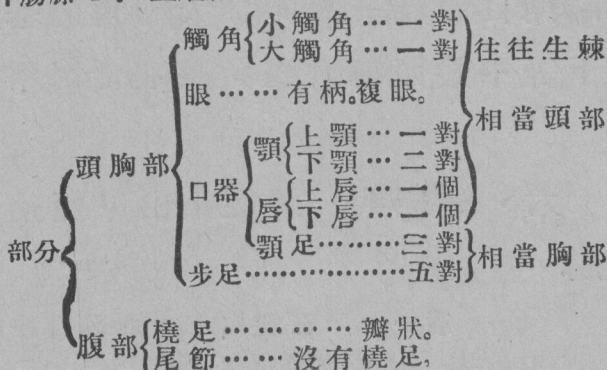 觸角 小觸角…一對 往往生棘
大觸角…一對
眼……有柄。複眼。
相當頭部
顎 上顎…一對
頭胸部 下顎…二對
口器
唇 上唇…一個
下唇…一個
部分 顎足………三對 相當胸部
步足………………五對
腹部 橈足…………瓣狀。
尾節……沒有橈足,